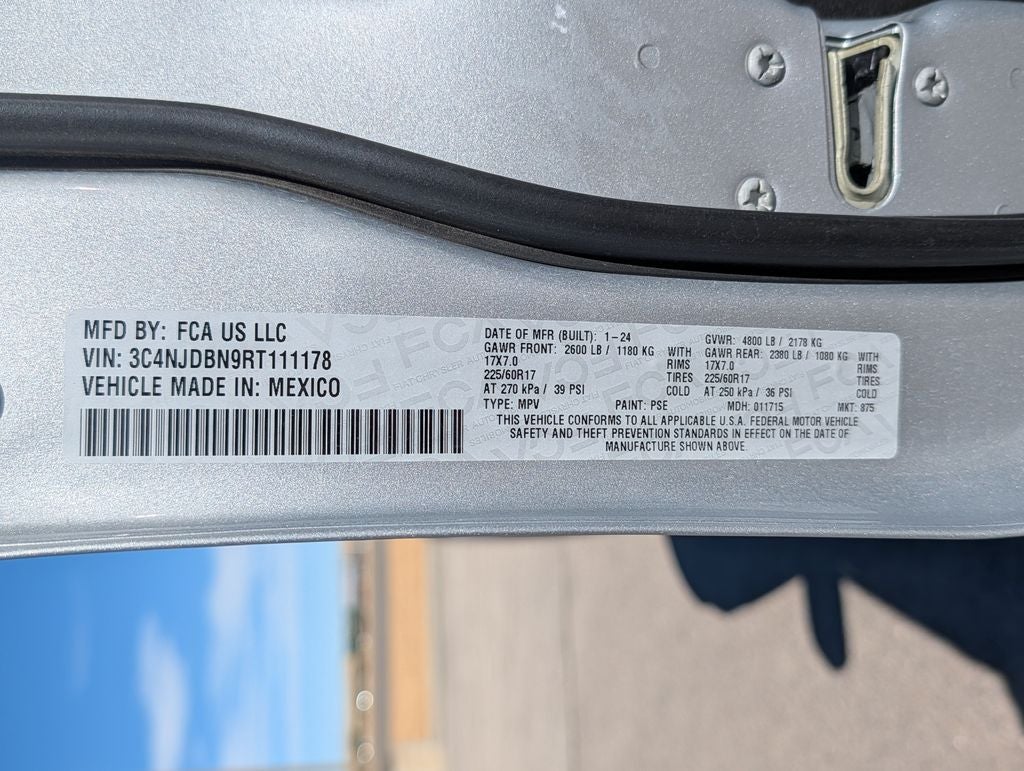 MFD BY: FCA US LLC
VIN: 3C4NJDBN9RT111178
VEHICLE MADE IN: MEXICO
DATE OF MFR (BUILT): 1-24 GVWR: 4800 LB / 2178 KG
GAWR FRONT: 2600 LB / 1180 KG WITH GAWR REAR: 2380 LB / 1080 KG WITH
17X7.0 RIMS 17X7.0 RIMS
225/60R17 TIRES 225/60R17 TIRES
AT 270 kPa / 39 PSI COLD AT 250 kPa / 36 PSI COLD
TYPE: MPV PAINT: PSE MDH: 011715 MKT: 875
THIS VEHICLE CONFORMS TO ALL APPLICABLE U.S.A. FEDERAL MOTOR VEHICLE
SAFETY AND THEFT PREVENTION STANDARDS IN EFFECT ON THE DATE OF
MANUFACTURE SHOWN ABOVE.